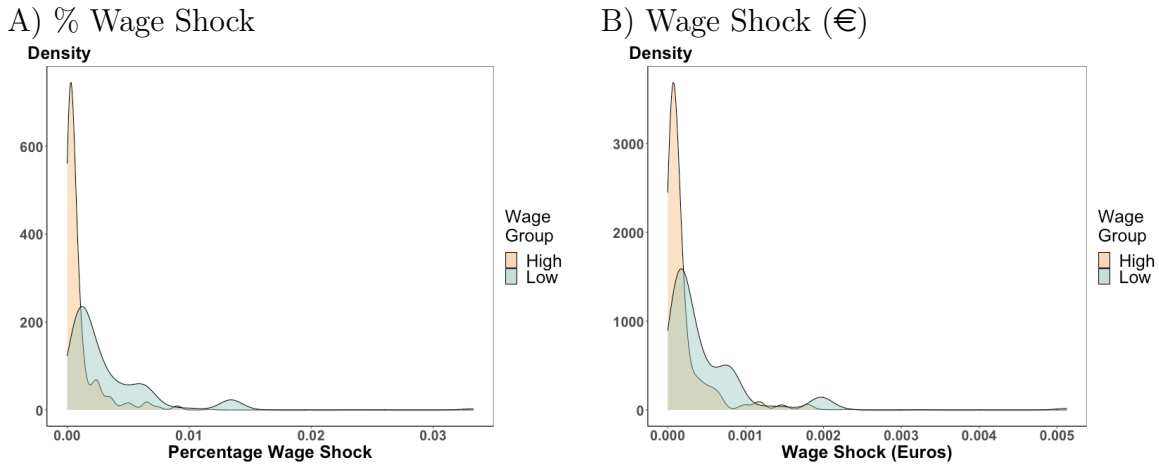 A) % Wage Shock
Density
600
400
200
0
0.00 0.01 0.02 0.03
Percentage Wage Shock
Wage
Group
High
Low
B) Wage Shock (€)
Density
3000
2000
1000
0
0.000 0.001 0.002 0.003 0.004 0.005
Wage Shock (Euros)
Wage
Group
High
Low